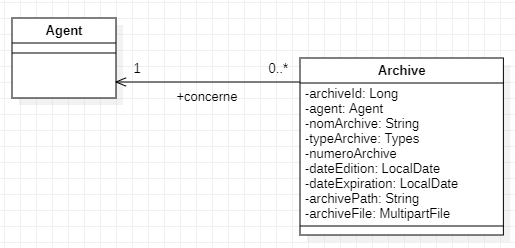 Agent
1
0..*
+concerne
Archive
-archiveId: Long
-agent: Agent
-nomArchive: String
-typeArchive: Types
-numeroArchive
-dateEdition: LocalDate
-dateExpiration: LocalDate
-archivePath: String
-archiveFile: MultipartFile